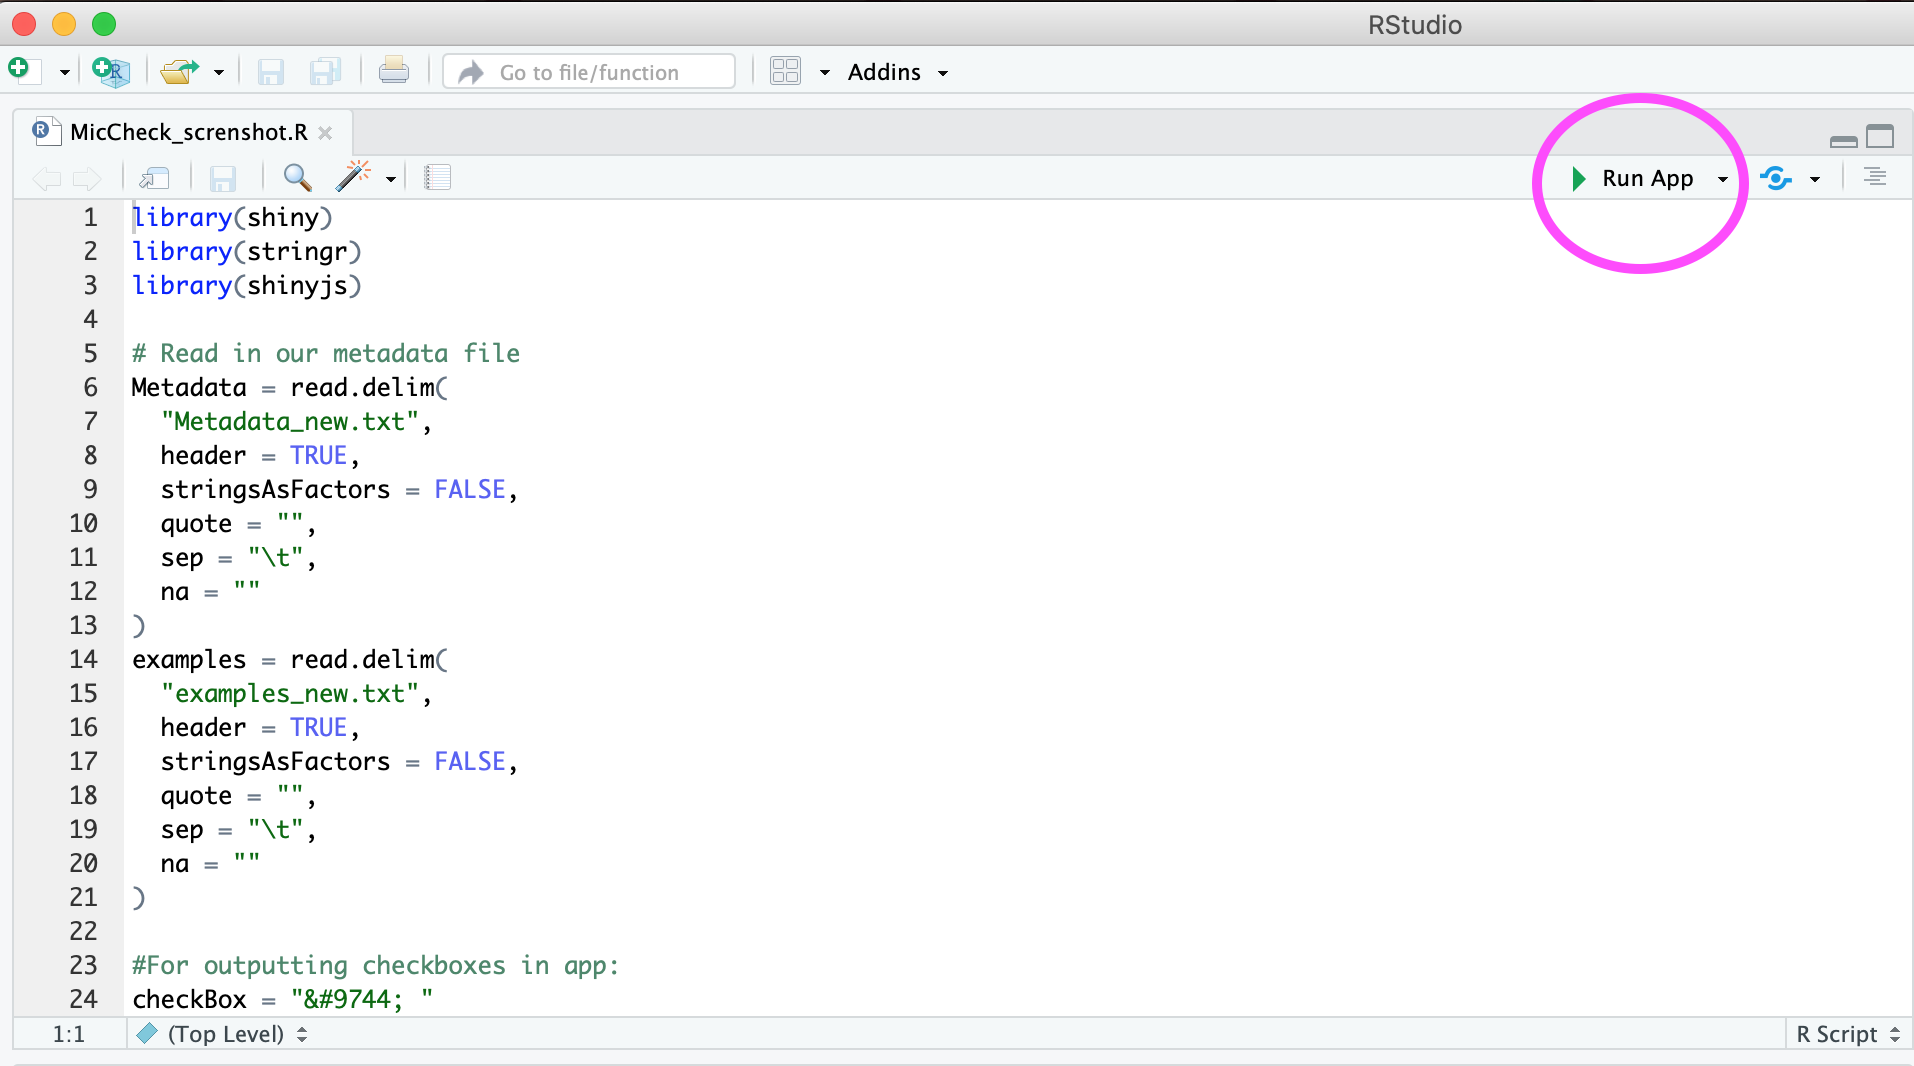 RStudio
Go to file/function
Addins
MicCheck_screnshot.R
Run App
1 library(shiny)
2 library(stringr)
3 library(shinyjs)
4
5 # Read in our metadata file
6 Metadata = read.delim(
7 "Metadata_new.txt",
8 header = TRUE,
9 stringsAsFactors = FALSE,
10 quote = "",
11 sep = "\t",
12 na = ""
13 )
14 examples = read.delim(
15 "examples_new.txt",
16 header = TRUE,
17 stringsAsFactors = FALSE,
18 quote = "",
19 sep = "\t",
20 na = ""
21 )
22
23 #For outputting checkboxes in app:
24 checkBox = "&#9744; "
1:1 (Top Level) R Script